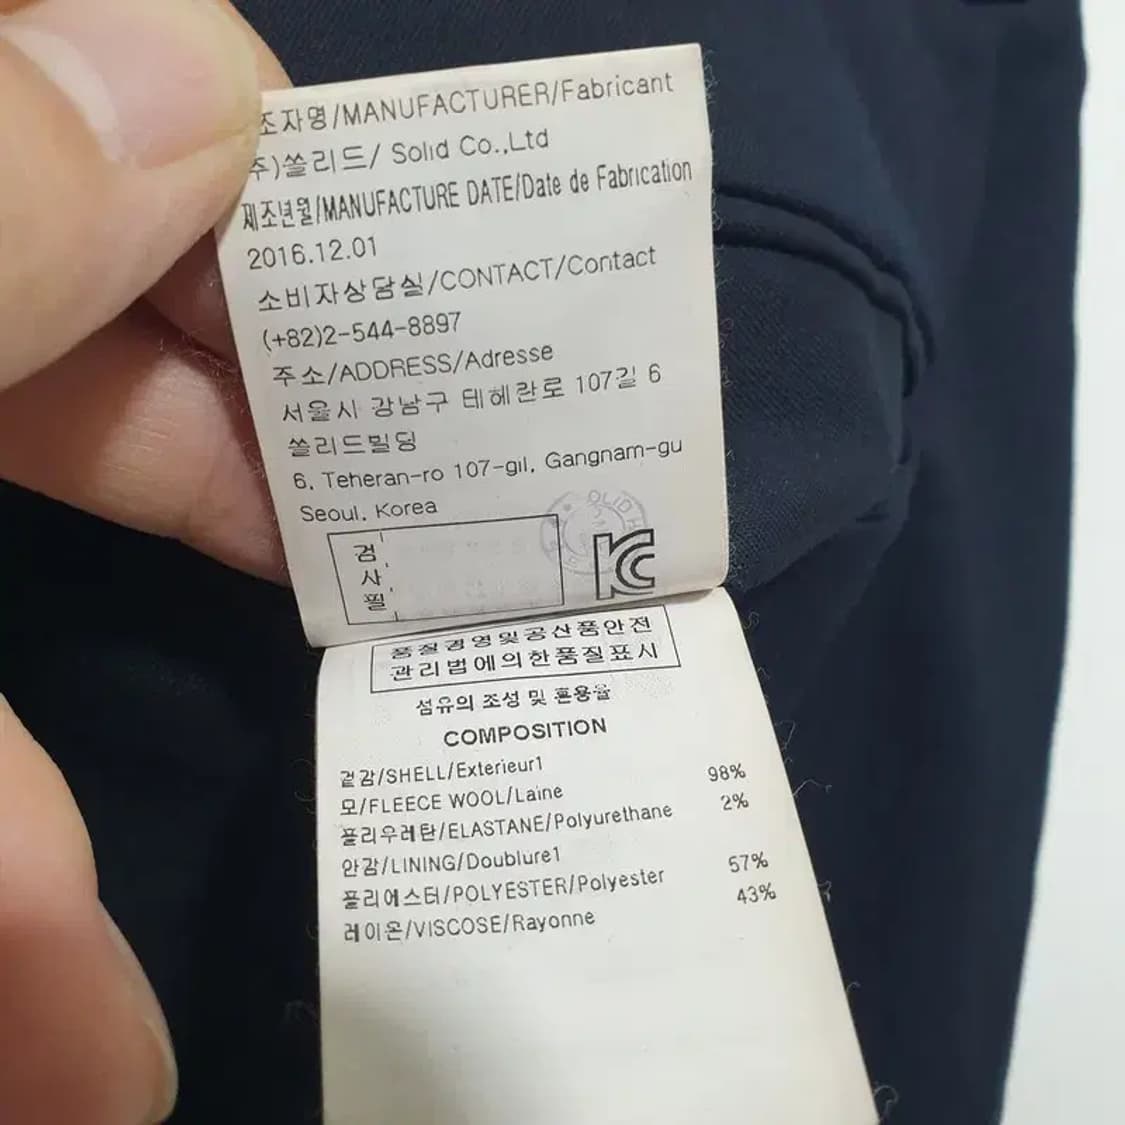 조자명/MANUFACTURER/Fabricant
주)쏠리드/ Solid Co.,Ltd
제조년월/MANUFACTURE DATE/Date de Fabrication
2016.12.01
소비자상담실/CONTACT/Contact
(+82)2-544-8897
주소/ADDRESS/Adresse
서울시 강남구 테헤란로 107길 6
쏠리드빌딩
6, Teheran-ro 107-gil, Gangnam-gu
Seoul, Korea
검사필
OLID H
KC
품질경영및공산품안전
관리법에의한품질표시
섬유의 조성 및 혼용율
COMPOSITION
겉감/SHELL/Exterieur1
모/FLEECE WOOL/Laine 98%
폴리우레탄/ELASTANE/Polyurethane 2%
안감/LINING/Doublure1
폴리에스터/POLYESTER/Polyester 57%
레이온/VISCOSE/Rayonne 43%